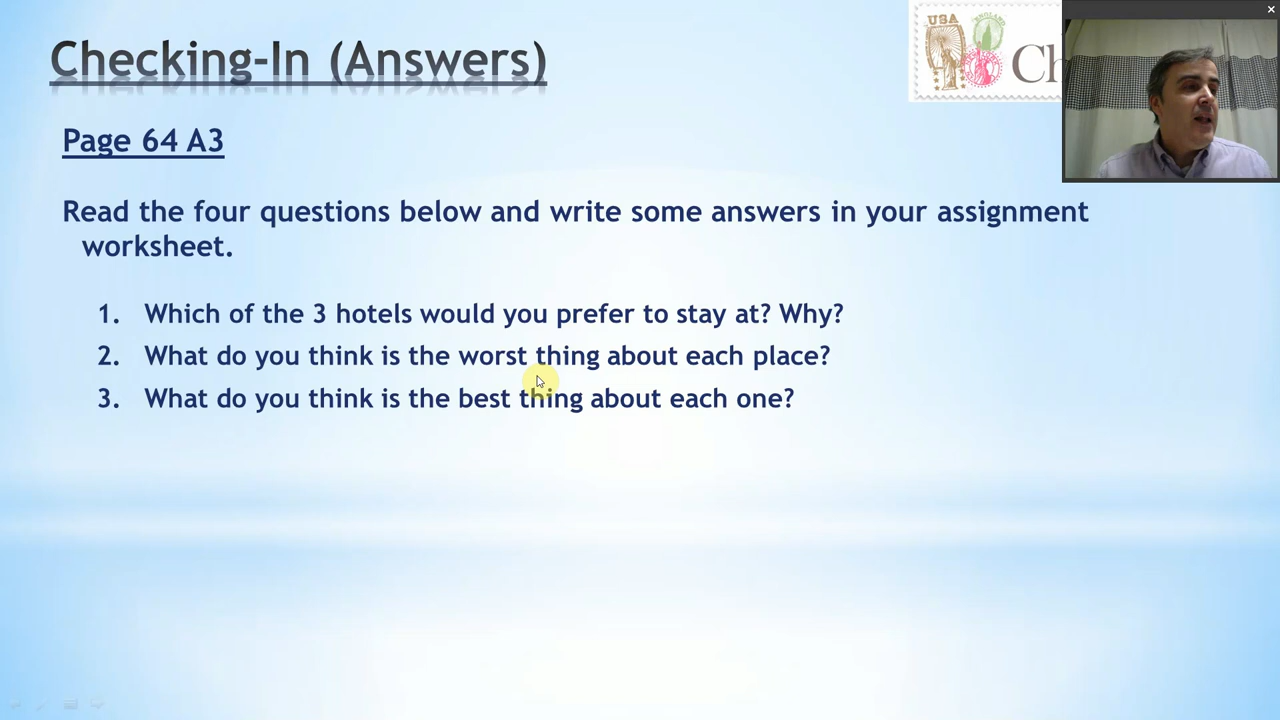 Checking-In (Answers)
USA
ENGLAND
Ch
Page 64 A3
Read the four questions below and write some answers in your assignment
worksheet.
1. Which of the 3 hotels would you prefer to stay at? Why?
2. What do you think is the worst thing about each place?
3. What do you think is the best thing about each one?